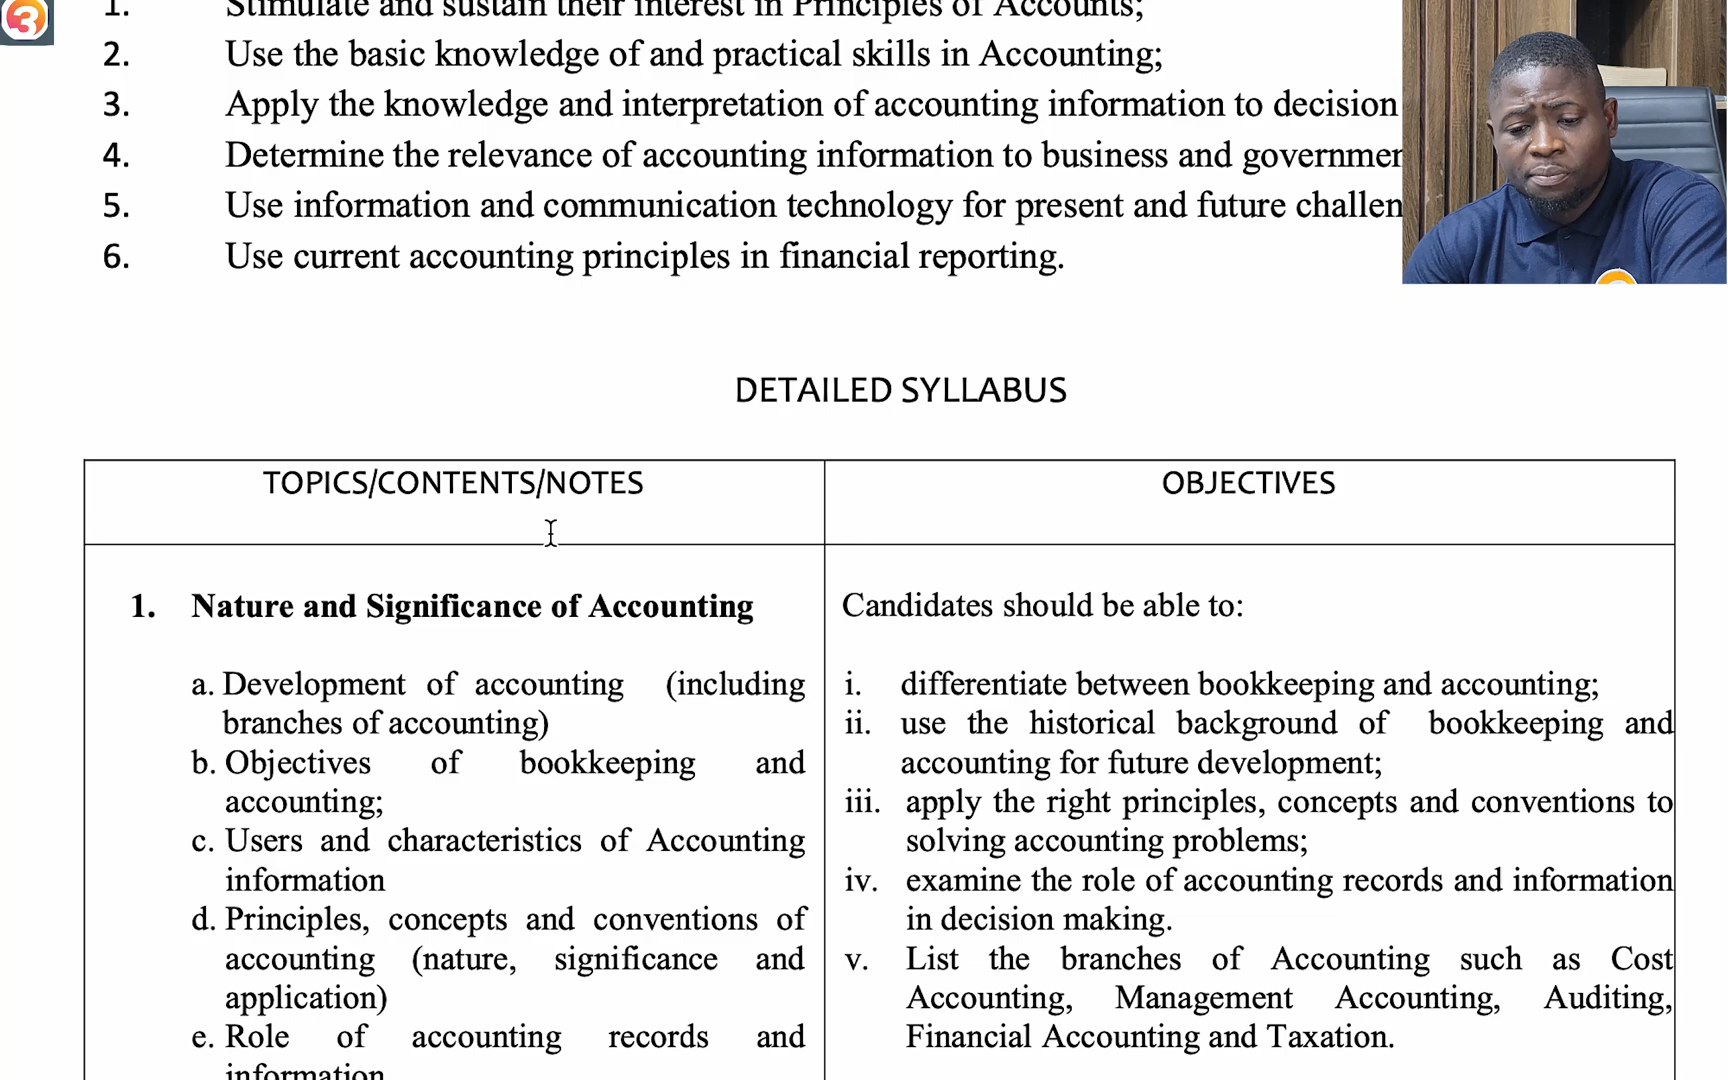 3
1. Stimulate and sustain their interest in Principles of Accounts;
2. Use the basic knowledge of and practical skills in Accounting;
3. Apply the knowledge and interpretation of accounting information to decision
4. Determine the relevance of accounting information to business and
5. Use information and communication technology for present and future
6. Use current accounting principles in financial reporting.
DETAILED SYLLABUS
TOPICS/CONTENTS/NOTES
OBJECTIVES
1. Nature and Significance of Accounting
a. Development of accounting (including
branches of accounting)
b. Objectives of bookkeeping and
accounting;
c. Users and characteristics of Accounting
information
d. Principles, concepts and conventions of
accounting (nature, significance and
application)
e. Role of accounting records and
information
Candidates should be able to:
i. differentiate between bookkeeping and accounting;
ii. use the historical background of bookkeeping and
accounting for future development;
iii. apply the right principles, concepts and conventions to
solving accounting problems;
iv. examine the role of accounting records and information
in decision making.
v. List the branches of Accounting such as Cost
Accounting, Management Accounting, Auditing,
Financial Accounting and Taxation.